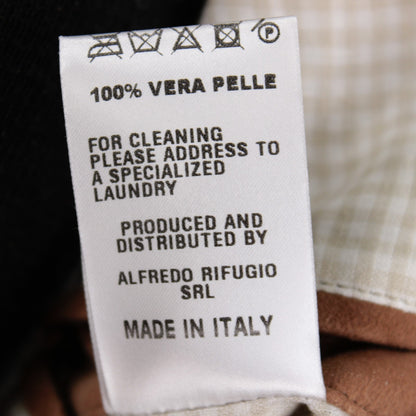 P
100% VERA PELLE
FOR CLEANING
PLEASE ADDRESS TO
A SPECIALIZED
LAUNDRY
PRODUCED AND
DISTRIBUTED BY
ALFREDO RIFUGIO
SRL
MADE IN ITALY